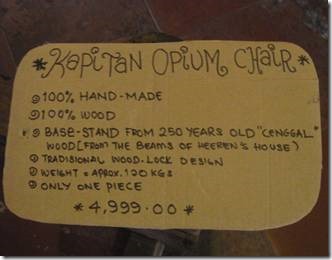 *KAPITAN OPIUM CHAIR*
100% HAND-MADE
100% WOOD
BASE-STAND FROM 250 YEARS OLD "CENGGAL"
WOOD [FROM THE BEAMS OF HEEREN'S HOUSE)
TRADISIONAL WOOD-LOCK DESIGN
WEIGHT = APROX. 120 KGS
ONLY ONE PIECE
* 4,999.00 *